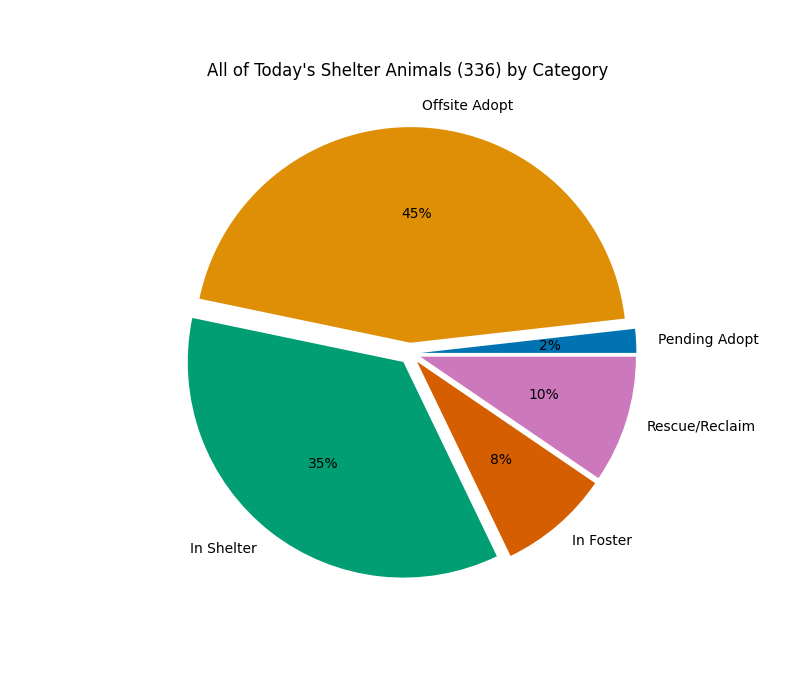 All of Today's Shelter Animals (336) by Category
Offsite Adopt
45%
Pending Adopt
2%
10%
Rescue/Reclaim
8%
35%
In Foster
In Shelter